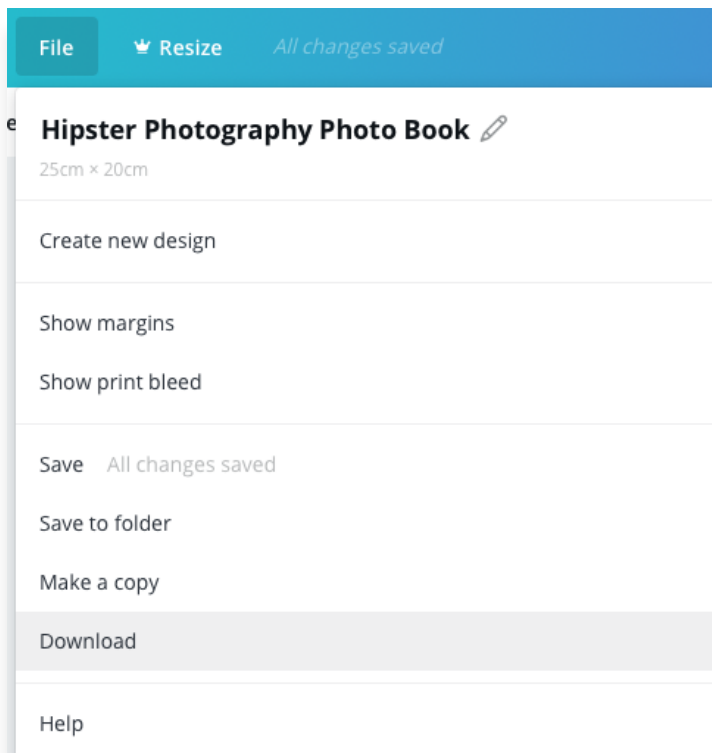 File Resize All changes saved
e
Hipster Photography Photo Book
25cm × 20cm
Create new design
Show margins
Show print bleed
Save All changes saved
Save to folder
Make a copy
Download
Help